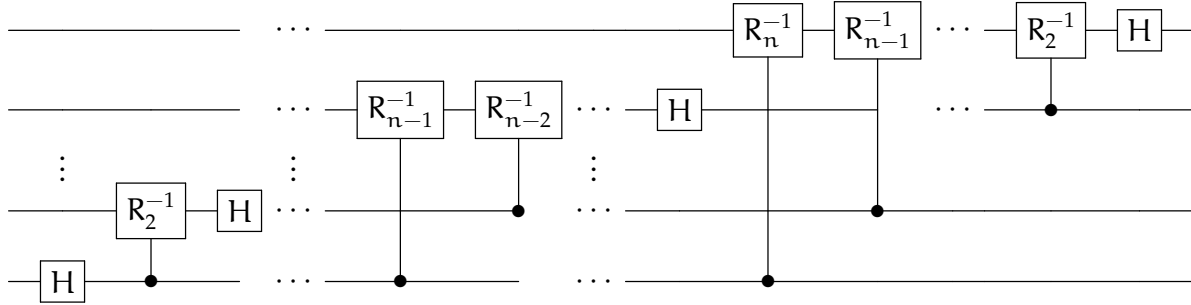 ⋯ R_n^{-1} R_{n-1}^{-1} ⋯ R_2^{-1} H
⋯ R_{n-1}^{-1} R_{n-2}^{-1} ⋯ H ⋯
⋮ ⋮ ⋮
R_2^{-1} H ⋯ ⋯
H ⋯ ⋯